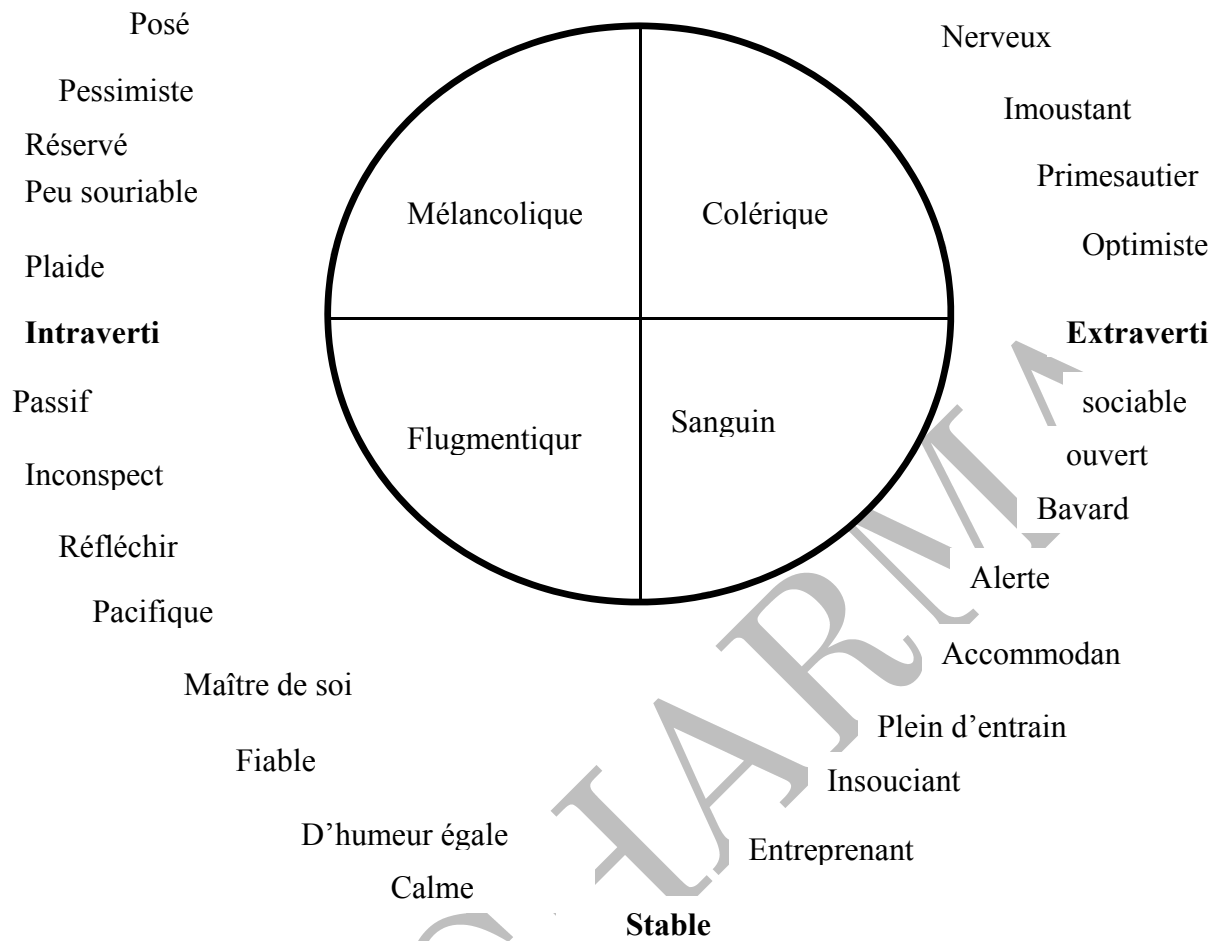 Posé
Nerveux
Pessimiste
Imoustant
Réservé
Primesautier
Peu souriable
Mélancolique
Colérique
Optimiste
Plaide
Intraverti
Extraverti
Passif
sociable
Sanguin
Flugmentiqur
ouvert
Inconspect
Bavard
Réfléchir
Alerte
Pacifique
Accommodan
Maître de soi
Plein d’entrain
Fiable
Insouciant
D’humeur égale
Entreprenant
Calme
Stable